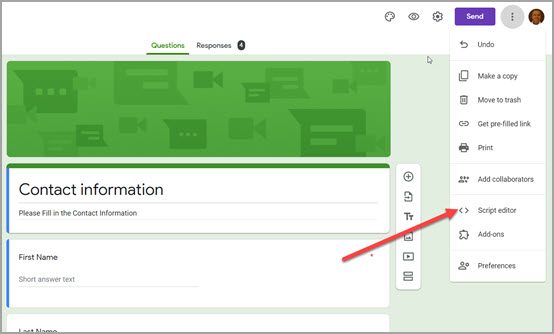 Send
Questions
Responses 4
Undo
Make a copy
Move to trash
Get pre-filled link
Print
Add collaborators
Script editor
Add-ons
Preferences
Contact information
Please Fill in the Contact Information
First Name
*
Short answer text
Last Name